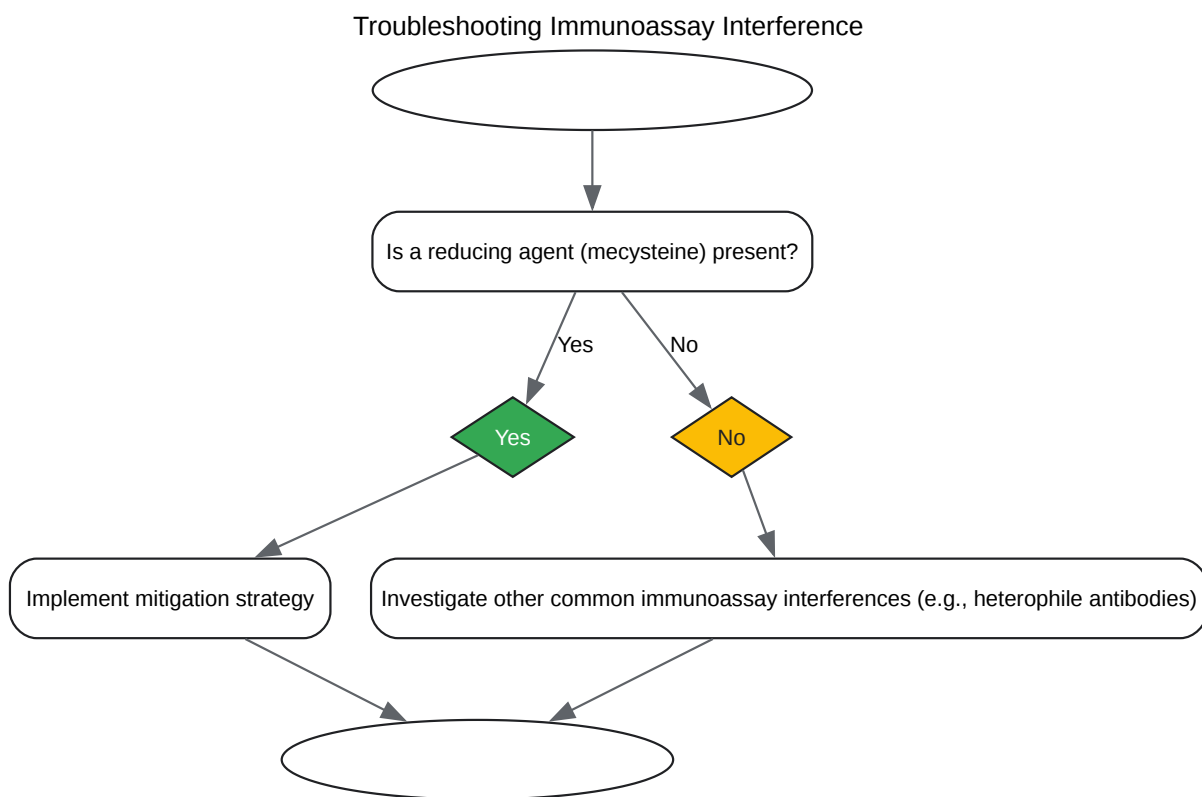 Troubleshooting Immunoassay Interference
Is a reducing agent (mecysteine) present?
Yes
No
Yes
No
Implement mitigation strategy
Investigate other common immunoassay interferences (e.g., heterophile antibodies)